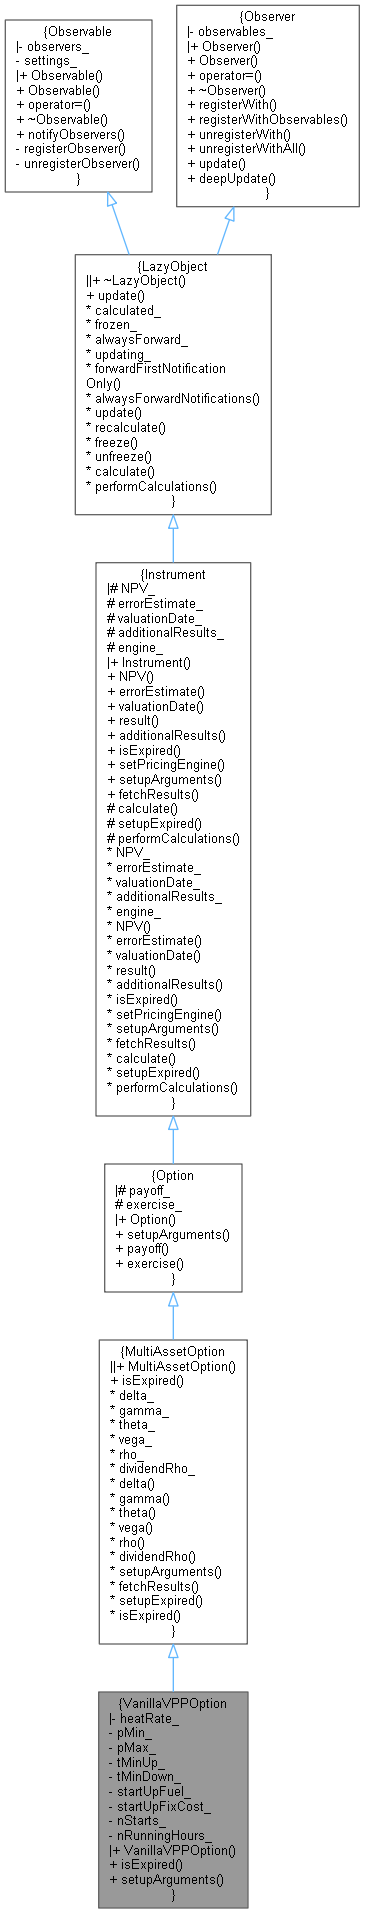 {Observable
|- observers_
- settings_
|+ Observable()
+ Observable()
+ operator=()
+ ~Observable()
+ notifyObservers()
- registerObserver()
- unregisterObserver()
}
{Observer
|- observables_
|+ Observer()
+ Observer()
+ operator=()
+ ~Observer()
+ registerWith()
+ registerWithObservables()
+ unregisterWith()
+ unregisterWithAll()
+ update()
+ deepUpdate()
}
{LazyObject
||+ ~LazyObject()
+ update()
* calculated_
* frozen_
* alwaysForward_
* updating_
* forwardFirstNotification
Only()
* alwaysForwardNotifications()
* update()
* recalculate()
* freeze()
* unfreeze()
* calculate()
* performCalculations()
}
{Instrument
|# NPV_
# errorEstimate_
# valuationDate_
# additionalResults_
# engine_
|+ Instrument()
+ NPV()
+ errorEstimate()
+ valuationDate()
+ result()
+ additionalResults()
+ isExpired()
+ setPricingEngine()
+ setupArguments()
+ fetchResults()
# calculate()
# setupExpired()
# performCalculations()
* NPV_
* errorEstimate_
* valuationDate_
* additionalResults_
* engine_
* NPV()
* errorEstimate()
* valuationDate()
* result()
* additionalResults()
* isExpired()
* setPricingEngine()
* setupArguments()
* fetchResults()
* calculate()
* setupExpired()
* performCalculations()
}
{Option
|# payoff_
# exercise_
|+ Option()
+ setupArguments()
+ payoff()
+ exercise()
}
{MultiAssetOption
||+ MultiAssetOption()
+ isExpired()
* delta_
* gamma_
* theta_
* vega_
* rho_
* dividendRho_
* delta()
* gamma()
* theta()
* vega()
* rho()
* dividendRho()
* setupArguments()
* fetchResults()
* setupExpired()
* isExpired()
}
{VanillaVPPOption
|- heatRate_
- pMin_
- pMax_
- tMinUp_
- tMinDown_
- startUpFuel_
- startUpFixCost_
- nStarts_
- nRunningHours_
|+ VanillaVPPOption()
+ isExpired()
+ setupArguments()
}